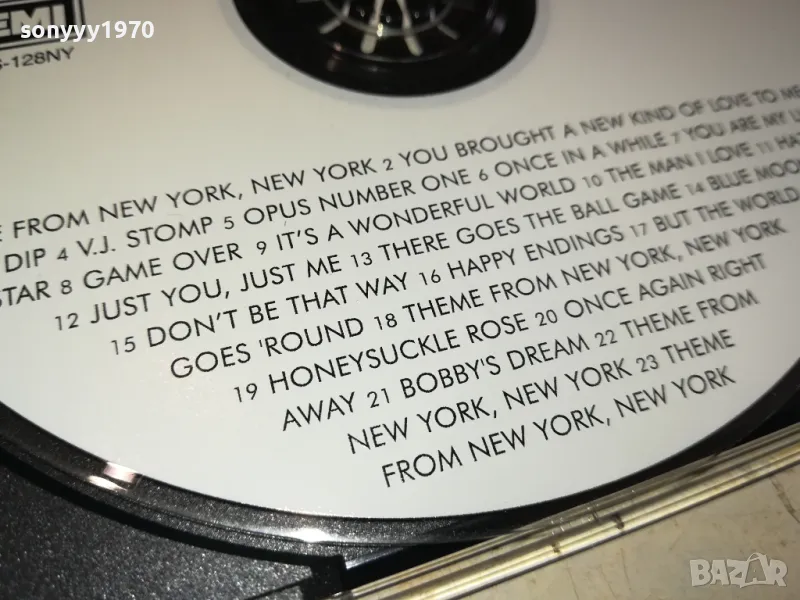 sonyyy1970
EMI
-128NY
FROM NEW YORK, NEW YORK 2 YOU BROUGHT A NEW KIND OF LOVE TO ME
DIP 4 V.J. STOMP 5 OPUS NUMBER ONE 6 ONCE IN A WHILE 7 YOU ARE MY
STAR 8 GAME OVER 9 IT'S A WONDERFUL WORLD 10 THE MAN I LOVE 11
12 JUST YOU, JUST ME 13 THERE GOES THE BALL GAME 14 BLUE MOON
15 DON'T BE THAT WAY 16 HAPPY ENDINGS 17 BUT THE WORLD
GOES 'ROUND 18 THEME FROM NEW YORK, NEW YORK
19 HONEYSUCKLE ROSE 20 ONCE AGAIN RIGHT
AWAY 21 BOBBY'S DREAM 22 THEME FROM
NEW YORK, NEW YORK 23 THEME
FROM NEW YORK, NEW YORK
BAZAR